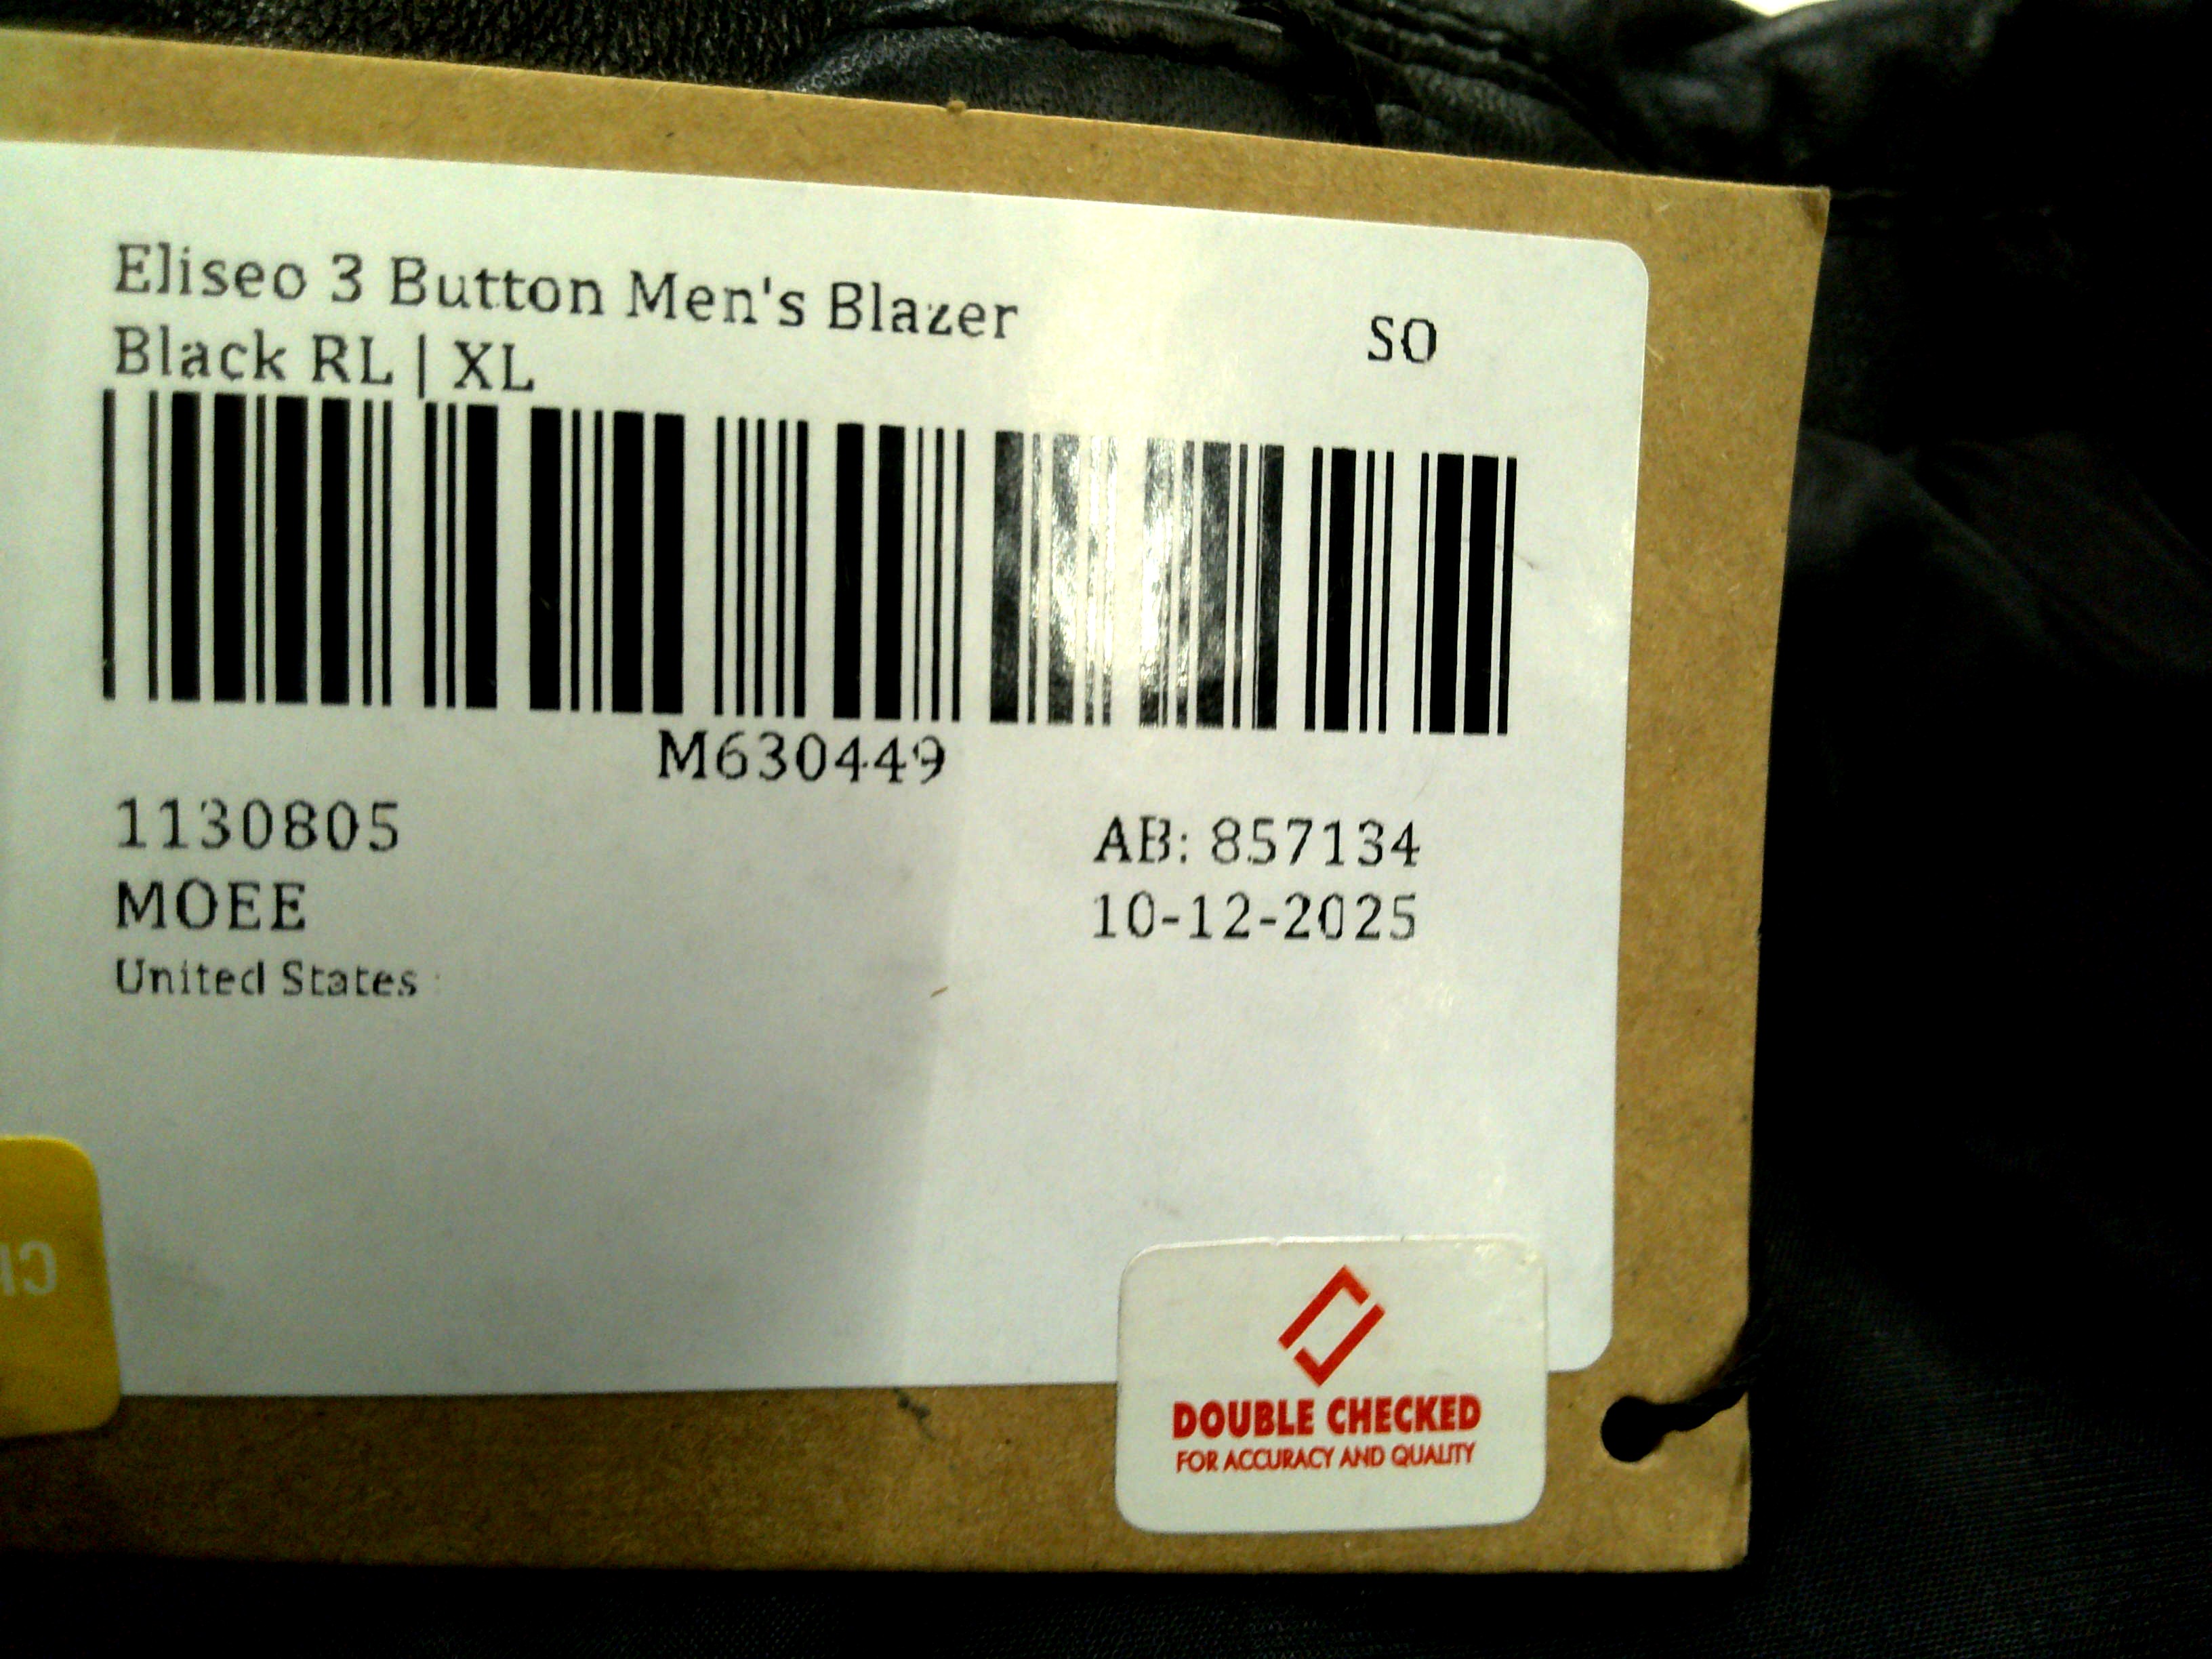 Eliseo 3 Button Men's Blazer
Black RL | XL
SO
M630449
1130805
MOEE
United States
AB: 857134
10-12-2025
DOUBLE CHECKED
FOR ACCURACY AND QUALITY